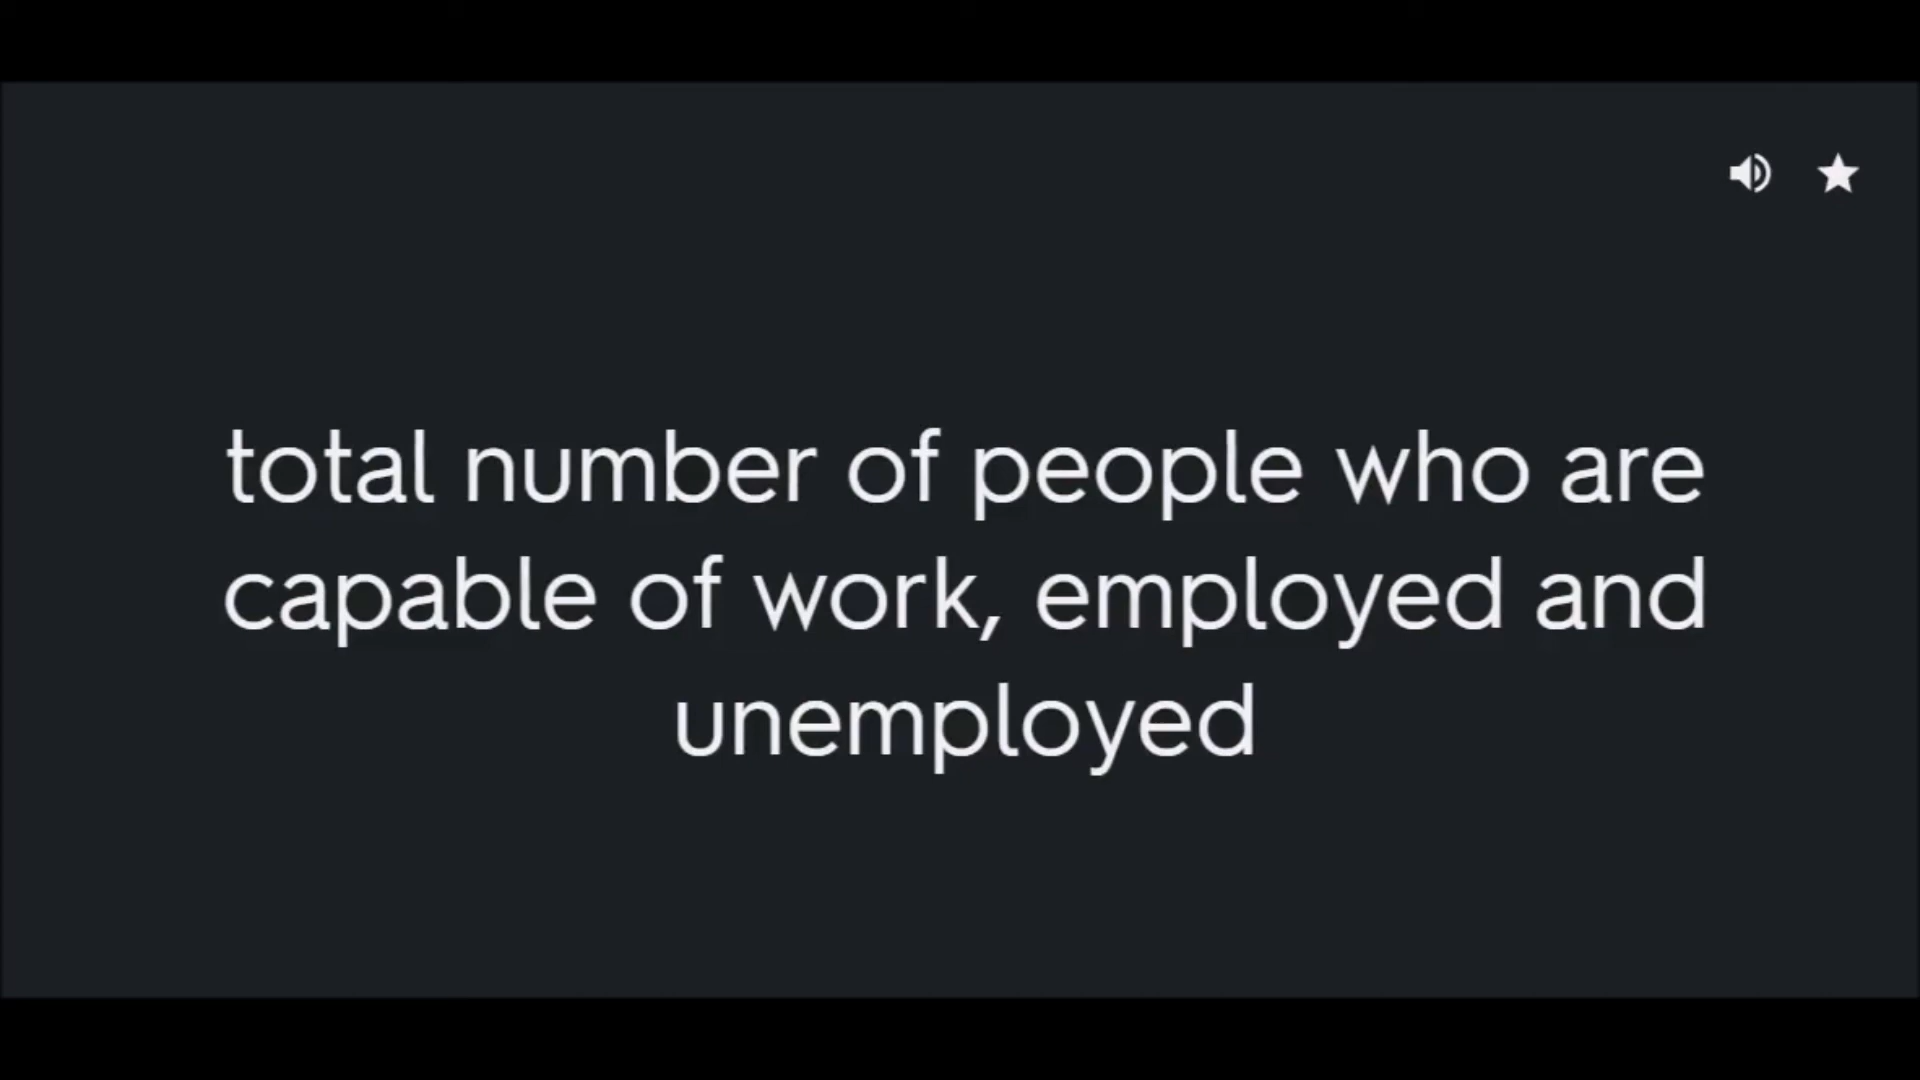 total number of people who are
capable of work, employed and
unemployed